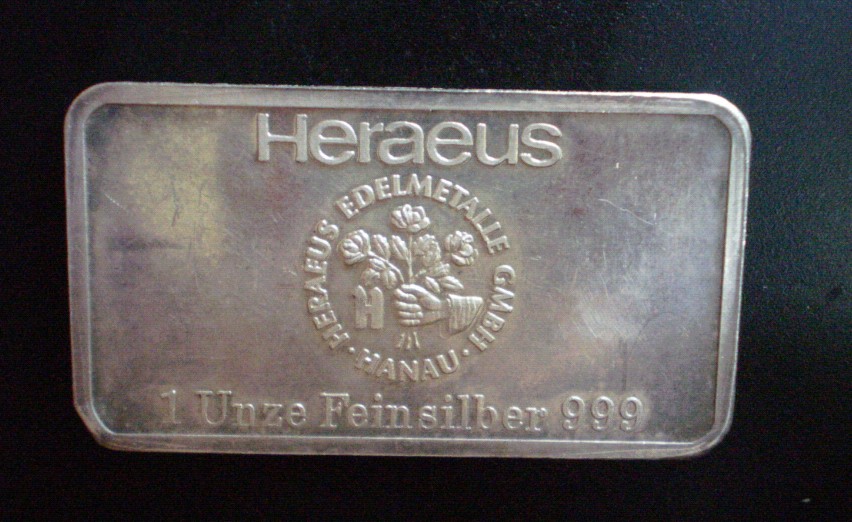 Heraeus
HERAEUS EDELMETALLE GMBH
· HANAU ·
H
1 Unze Feinsilber 999